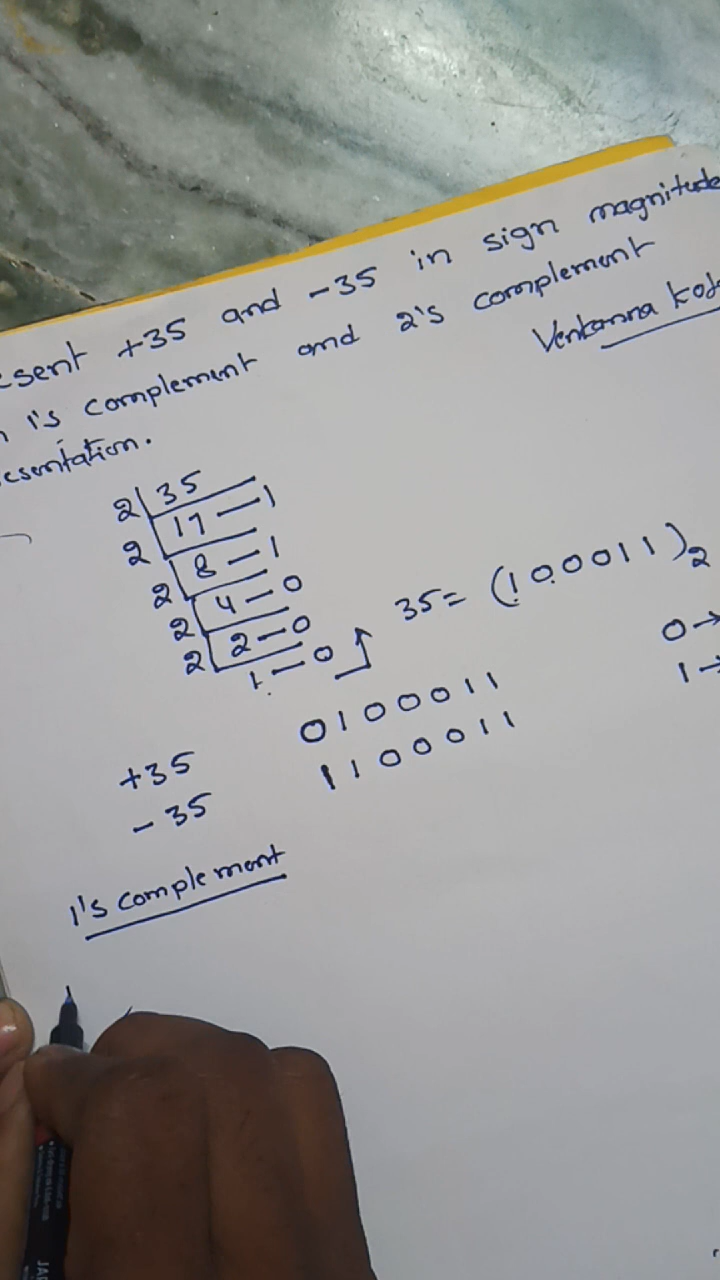 esent +35 and -35 in sign magnitude
1's complement and 2's complement
esentation.
Venkanna
2 35
2 17 - 1
2 8 - 1
2 4 - 0
2 2 - 0
1 - 0
35 = (100011)2
0→
1→
+35 0100011
-35 1100011
1's complement